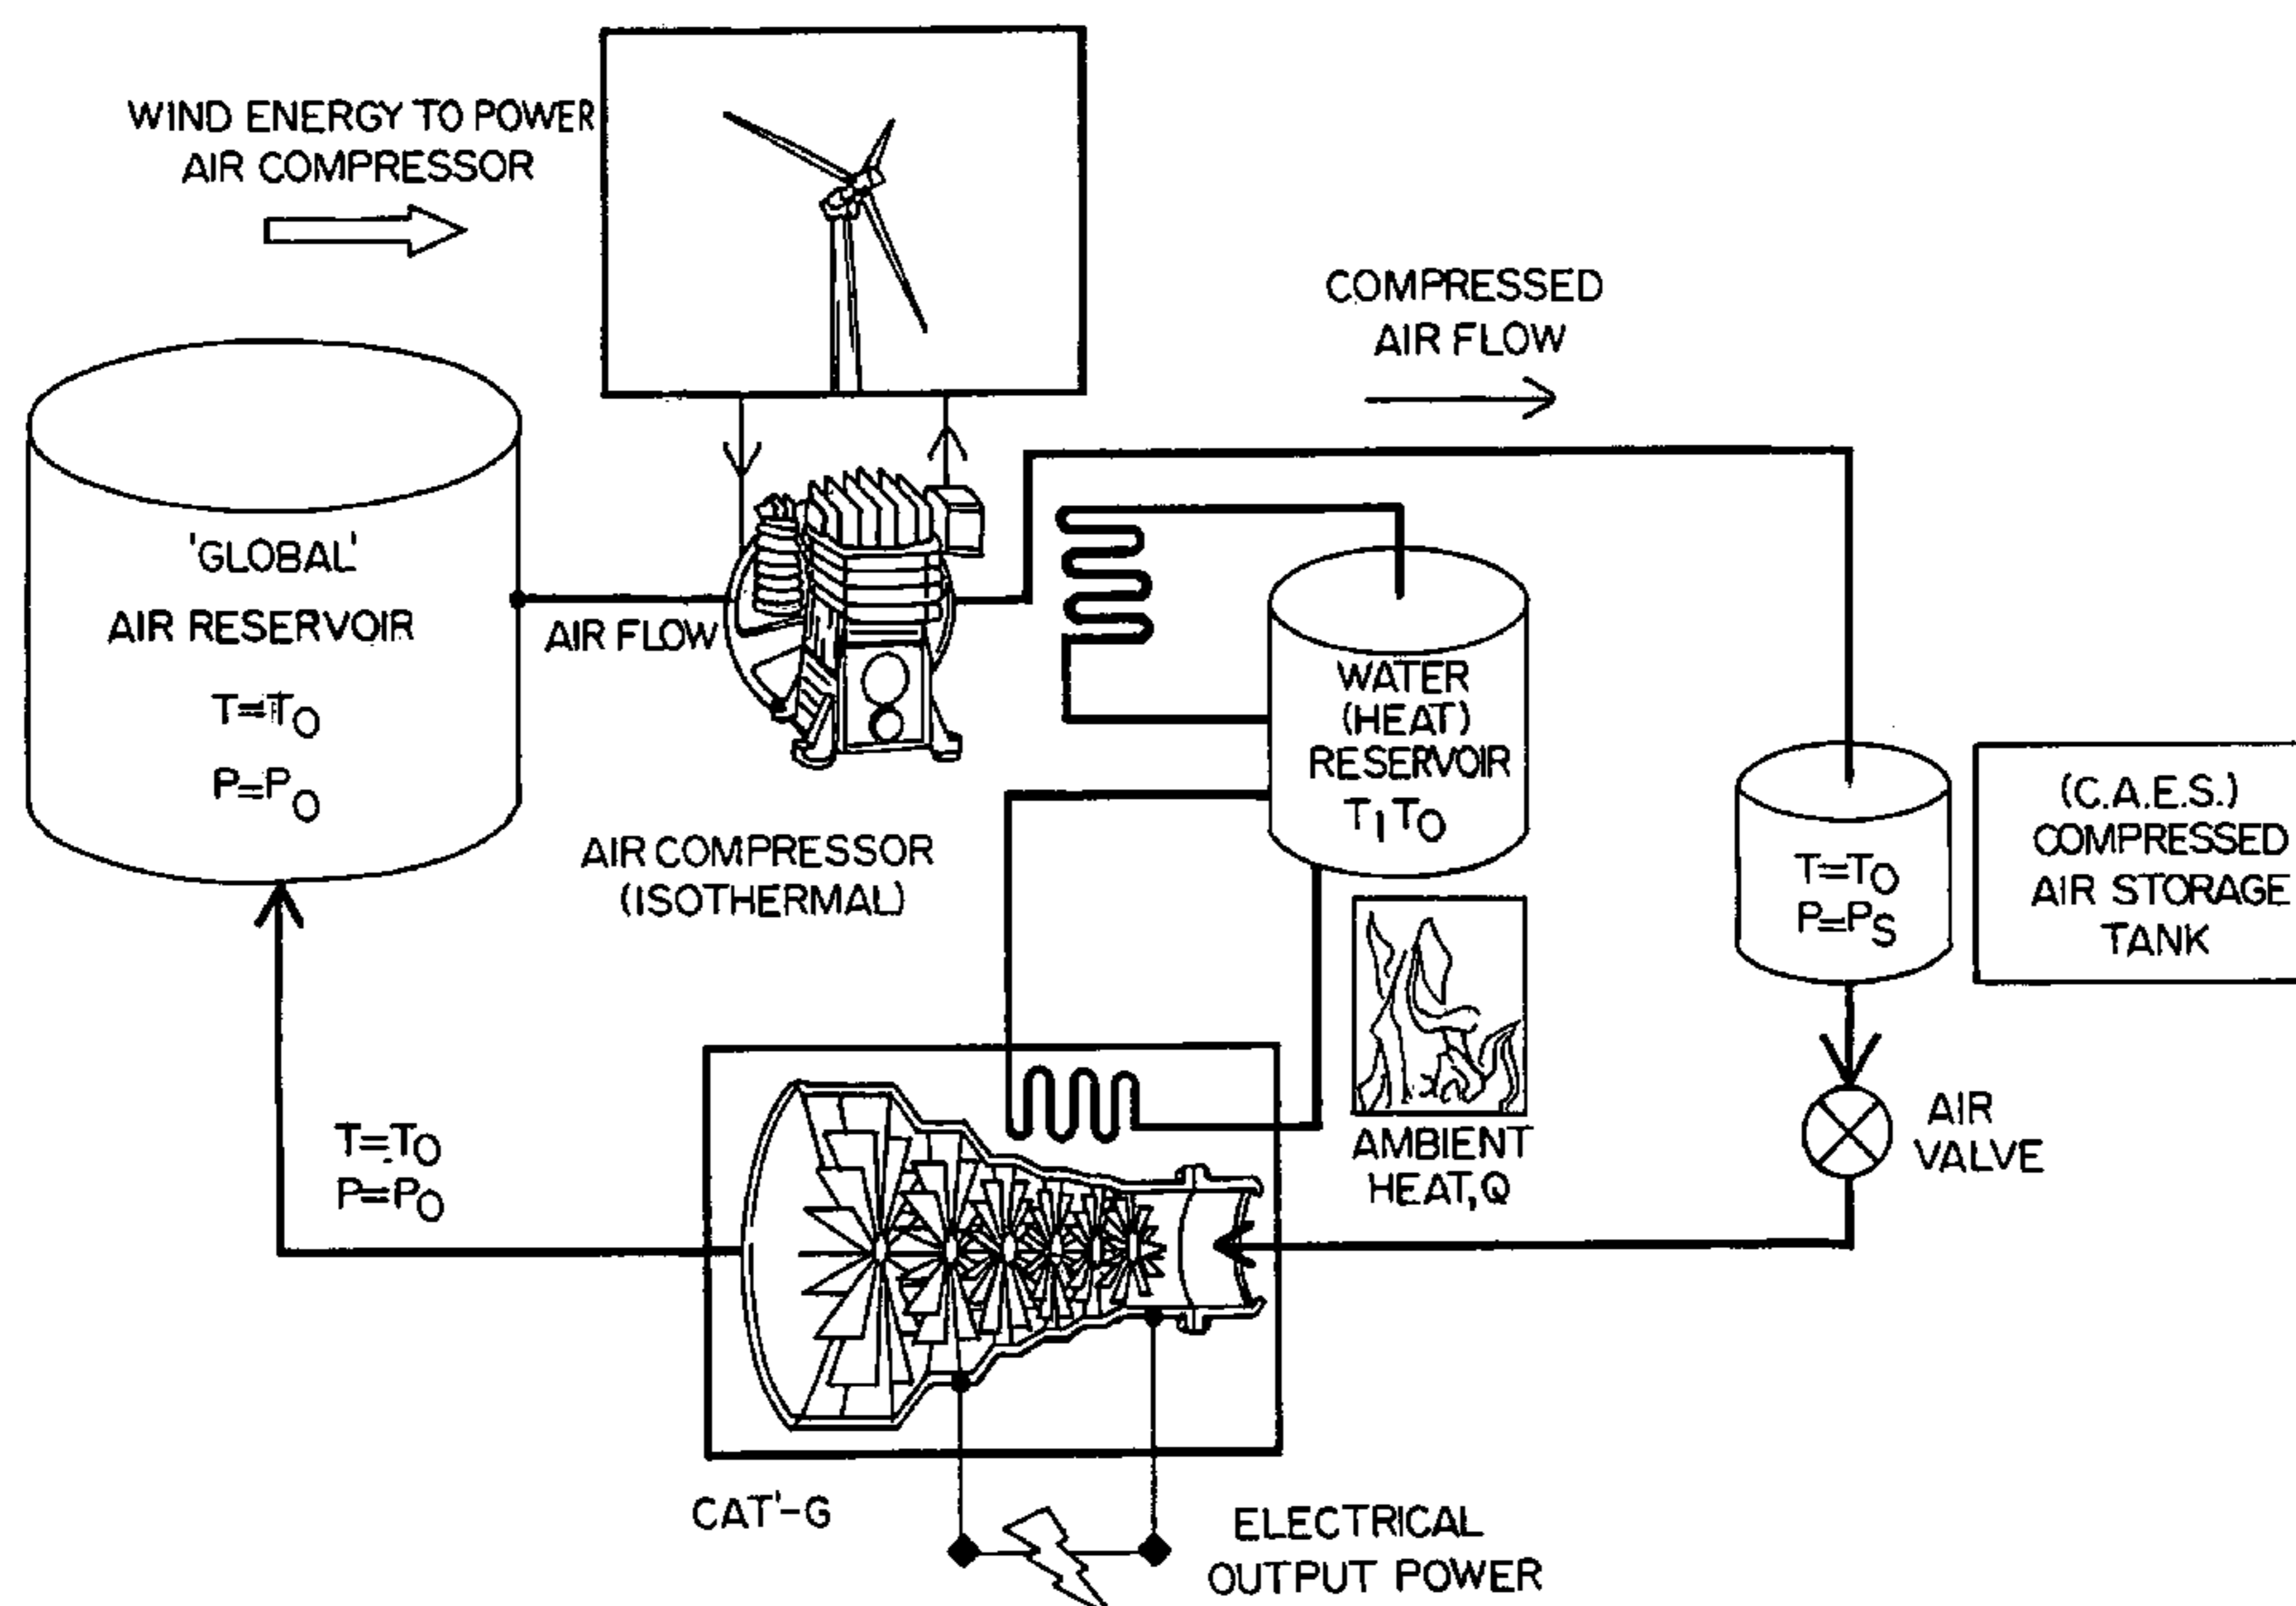 WIND ENERGY TO POWER
AIR COMPRESSOR
COMPRESSED
AIR FLOW
'GLOBAL'
AIR RESERVOIR
T=TO
P=PO
AIR FLOW
WATER
(HEAT)
RESERVOIR
T1TO
AIR COMPRESSOR
(ISOTHERMAL)
T=TO
P=PS
(C.A.E.S.)
COMPRESSED
AIR STORAGE
TANK
AIR
VALVE
AMBIENT
HEAT,Q
T=TO
P=PO
CAT'-G
ELECTRICAL
OUTPUT POWER